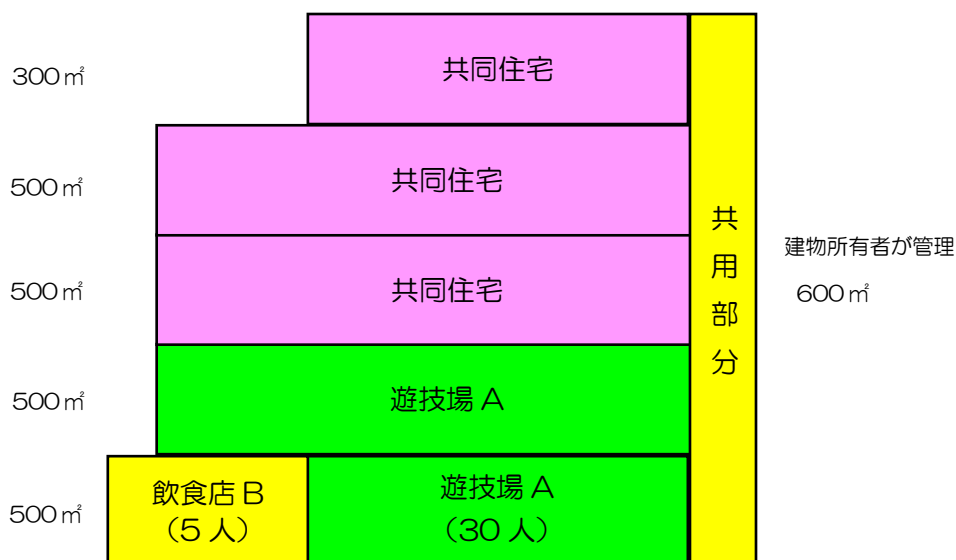 300㎡
共同住宅
500㎡
共同住宅
500㎡
共同住宅
500㎡
遊技場A
500㎡
飲食店B
（5人）
遊技場A
（30人）
共用部分
建物所有者が管理
600㎡